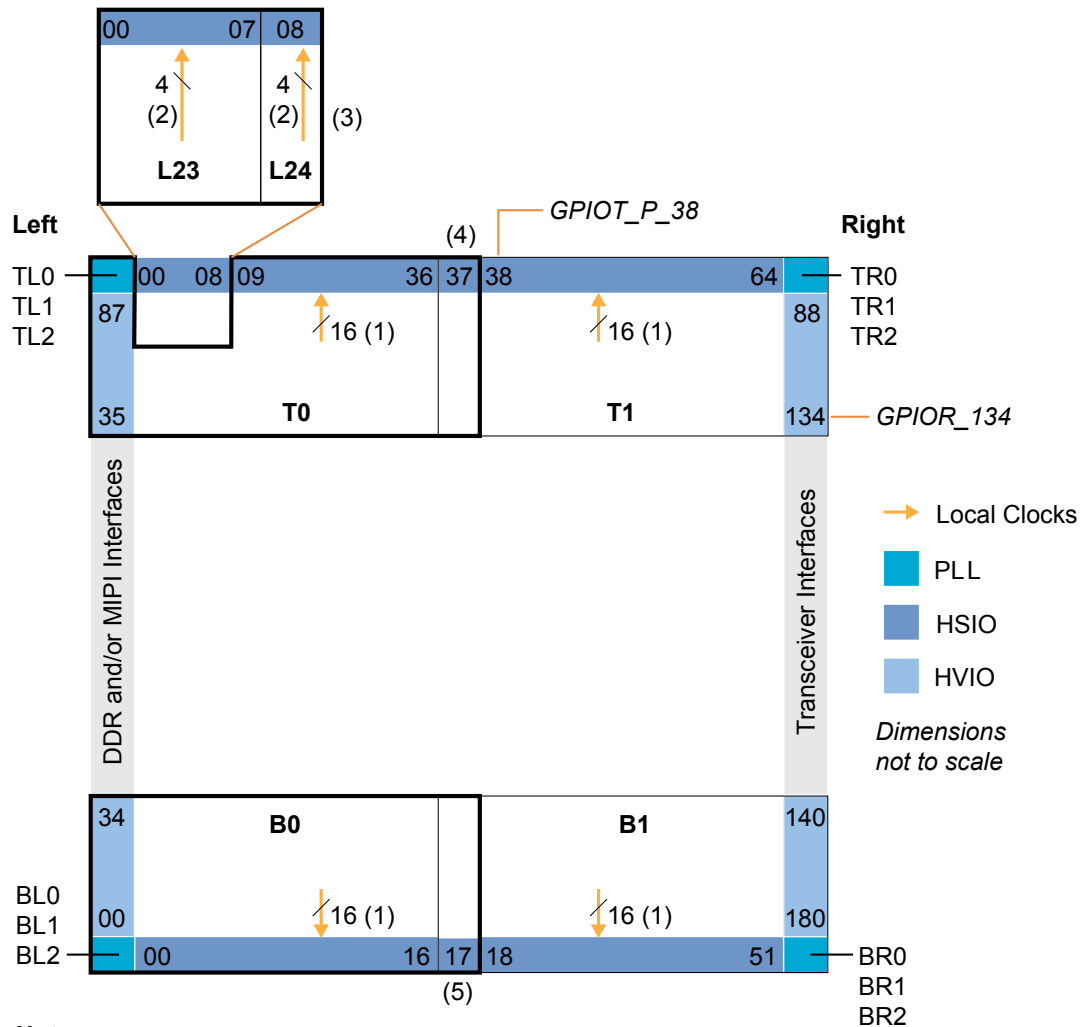 00 07 08
4 4
(2) (2) (3)
L23 L24
Left GPIOT_P_38 Right
(4)
TL0 00 08 09 36 37 38 64 TR0
TL1 87 88 TR1
TL2 16 (1) 16 (1) TR2
35 T0 T1 134 GPIOR_134
DDR and/or MIPI Interfaces
Transceiver Interfaces
Local Clocks
PLL
HSIO
HVIO
Dimensions
not to scale
34 B0 B1 140
BL0
BL1 00 16 (1) 16 (1) 180
BL2 00 16 17 18 51 BR0
(5) BR1
BR2